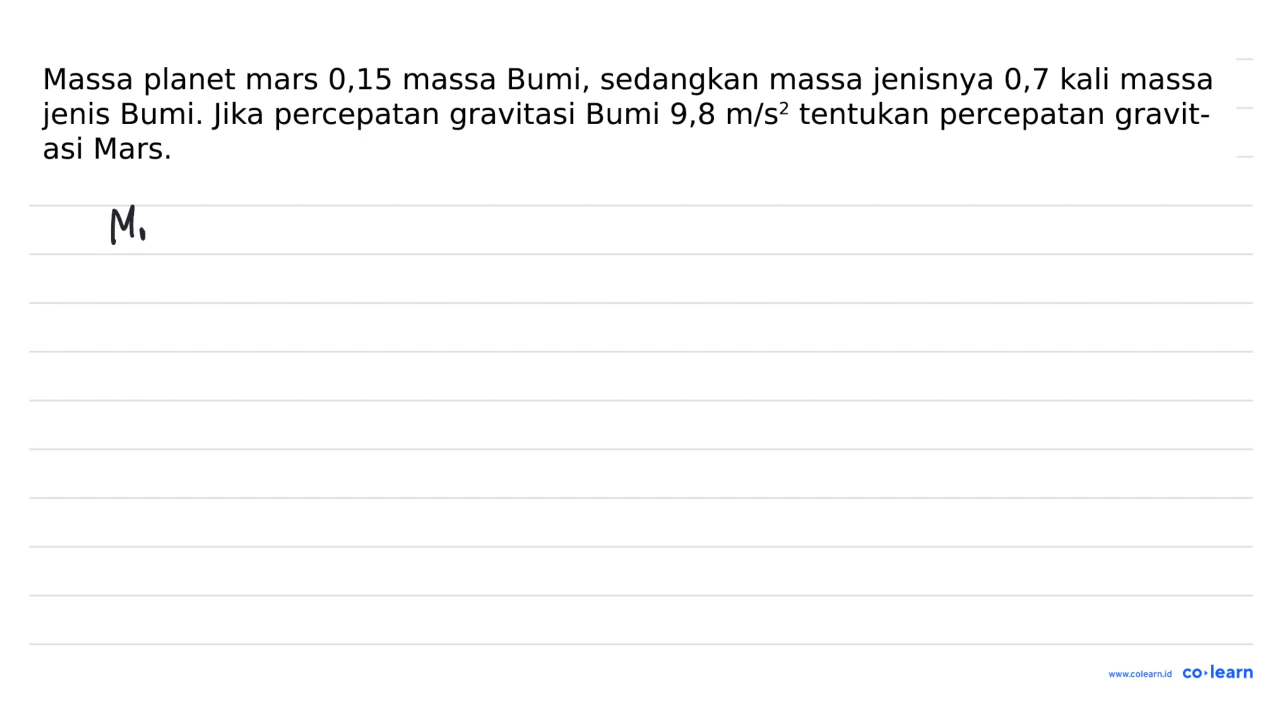 Massa planet mars 0,15 massa Bumi, sedangkan massa jenisnya 0,7 kali massa
jenis Bumi. Jika percepatan gravitasi Bumi 9,8 m/s² tentukan percepatan gravit-
asi Mars.
M.
www.colearn.id co·learn